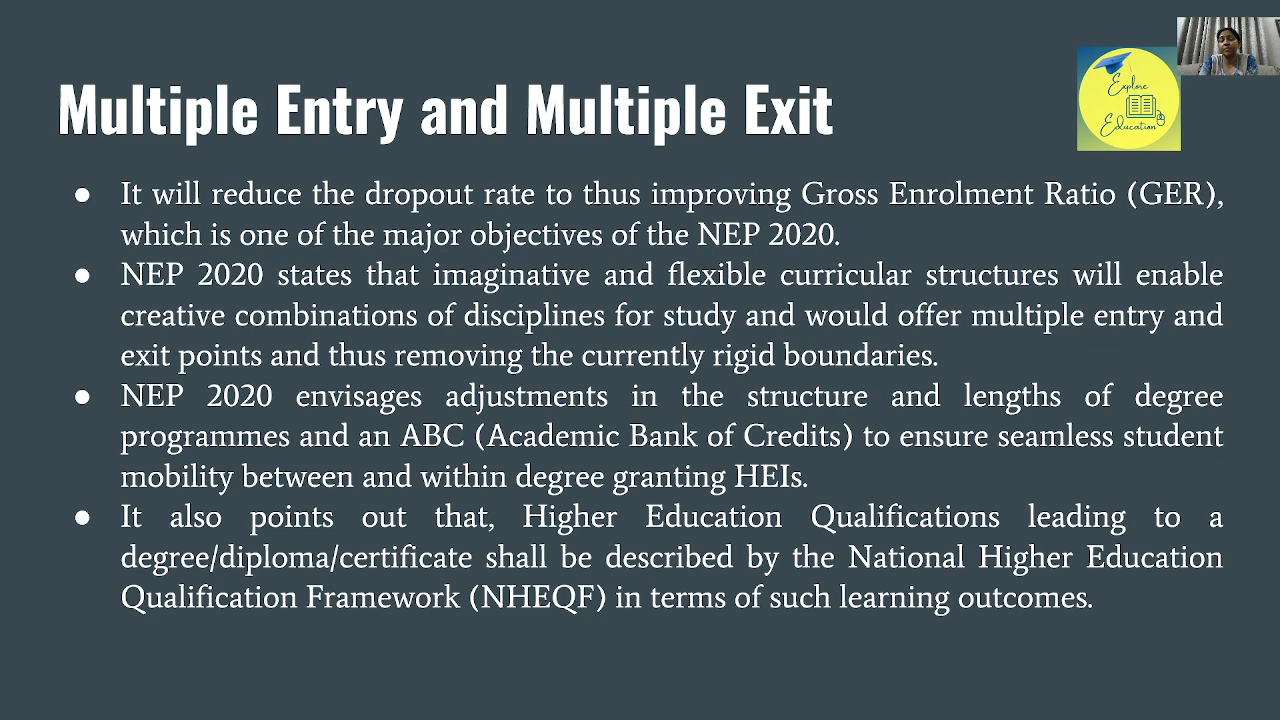 Multiple Entry and Multiple Exit
Explore
Education
● It will reduce the dropout rate to thus improving Gross Enrolment Ratio (GER),
which is one of the major objectives of the NEP 2020.
● NEP 2020 states that imaginative and flexible curricular structures will enable
creative combinations of disciplines for study and would offer multiple entry and
exit points and thus removing the currently rigid boundaries.
● NEP 2020 envisages adjustments in the structure and lengths of degree
programmes and an ABC (Academic Bank of Credits) to ensure seamless student
mobility between and within degree granting HEIs.
● It also points out that, Higher Education Qualifications leading to a
degree/diploma/certificate shall be described by the National Higher Education
Qualification Framework (NHEQF) in terms of such learning outcomes.